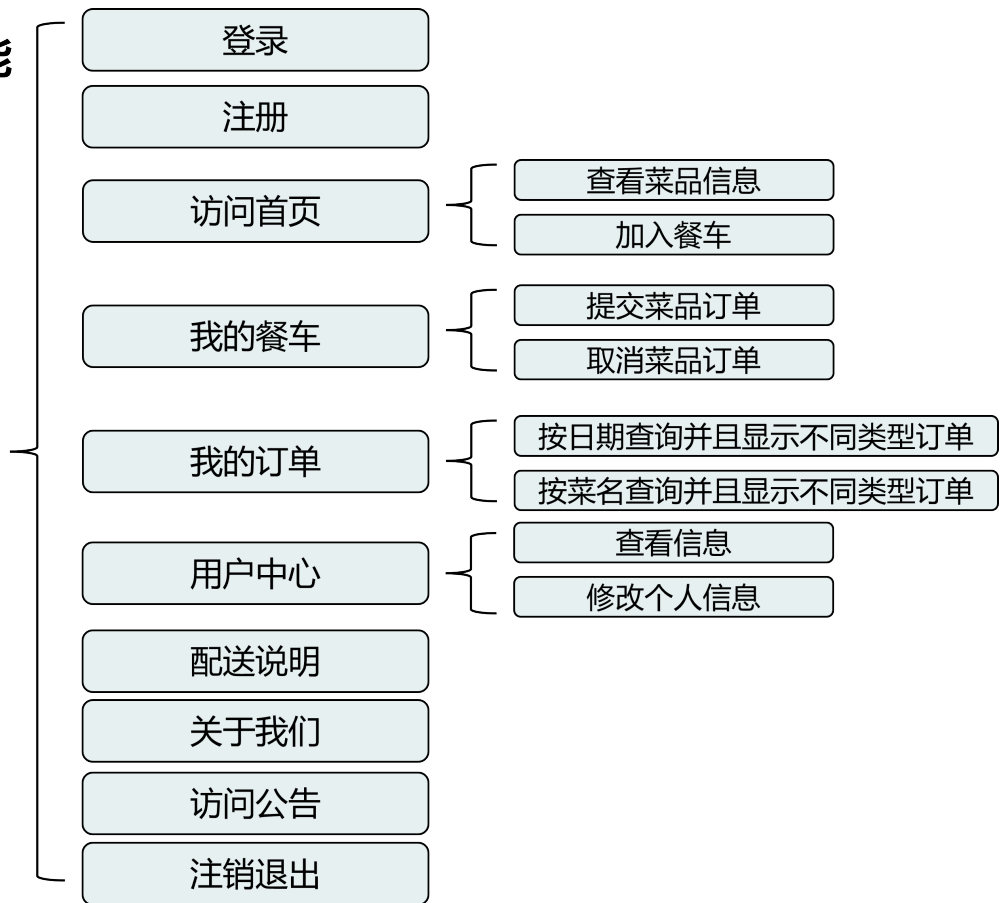 登录
注册
访问首页
查看菜品信息
加入餐车
我的餐车
提交菜品订单
取消菜品订单
我的订单
按日期查询并且显示不同类型订单
按菜名查询并且显示不同类型订单
用户中心
查看信息
修改个人信息
配送说明
关于我们
访问公告
注销退出